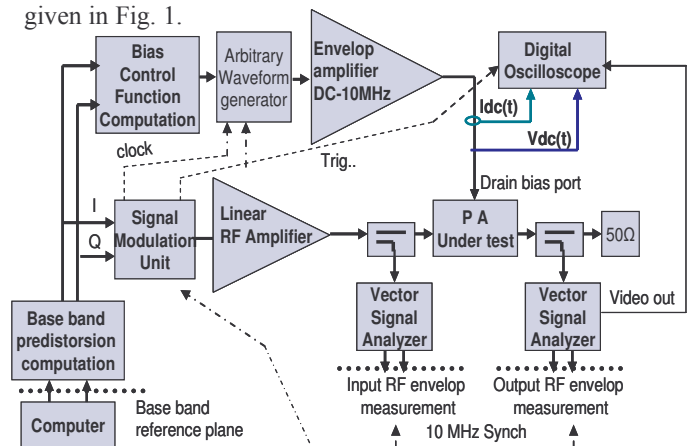 given in Fig. 1.
Bias
Control
Function
Computation
Arbitrary
Waveform
generator
Envelop
amplifier
DC-10MHz
Digital
Oscilloscope
Idc(t)
Vdc(t)
clock
Trig..
Drain bias port
I
Q
Signal
Modulation
Unit
Linear
RF Amplifier
P A
Under test
50Ω
Vector
Signal
Analyzer
Vector
Signal
Analyzer
Video out
Base band
predistorsion
computation
Input RF envelop
measurement
Output RF envelop
measurement
Computer
Base band
reference plane
10 MHz Synch